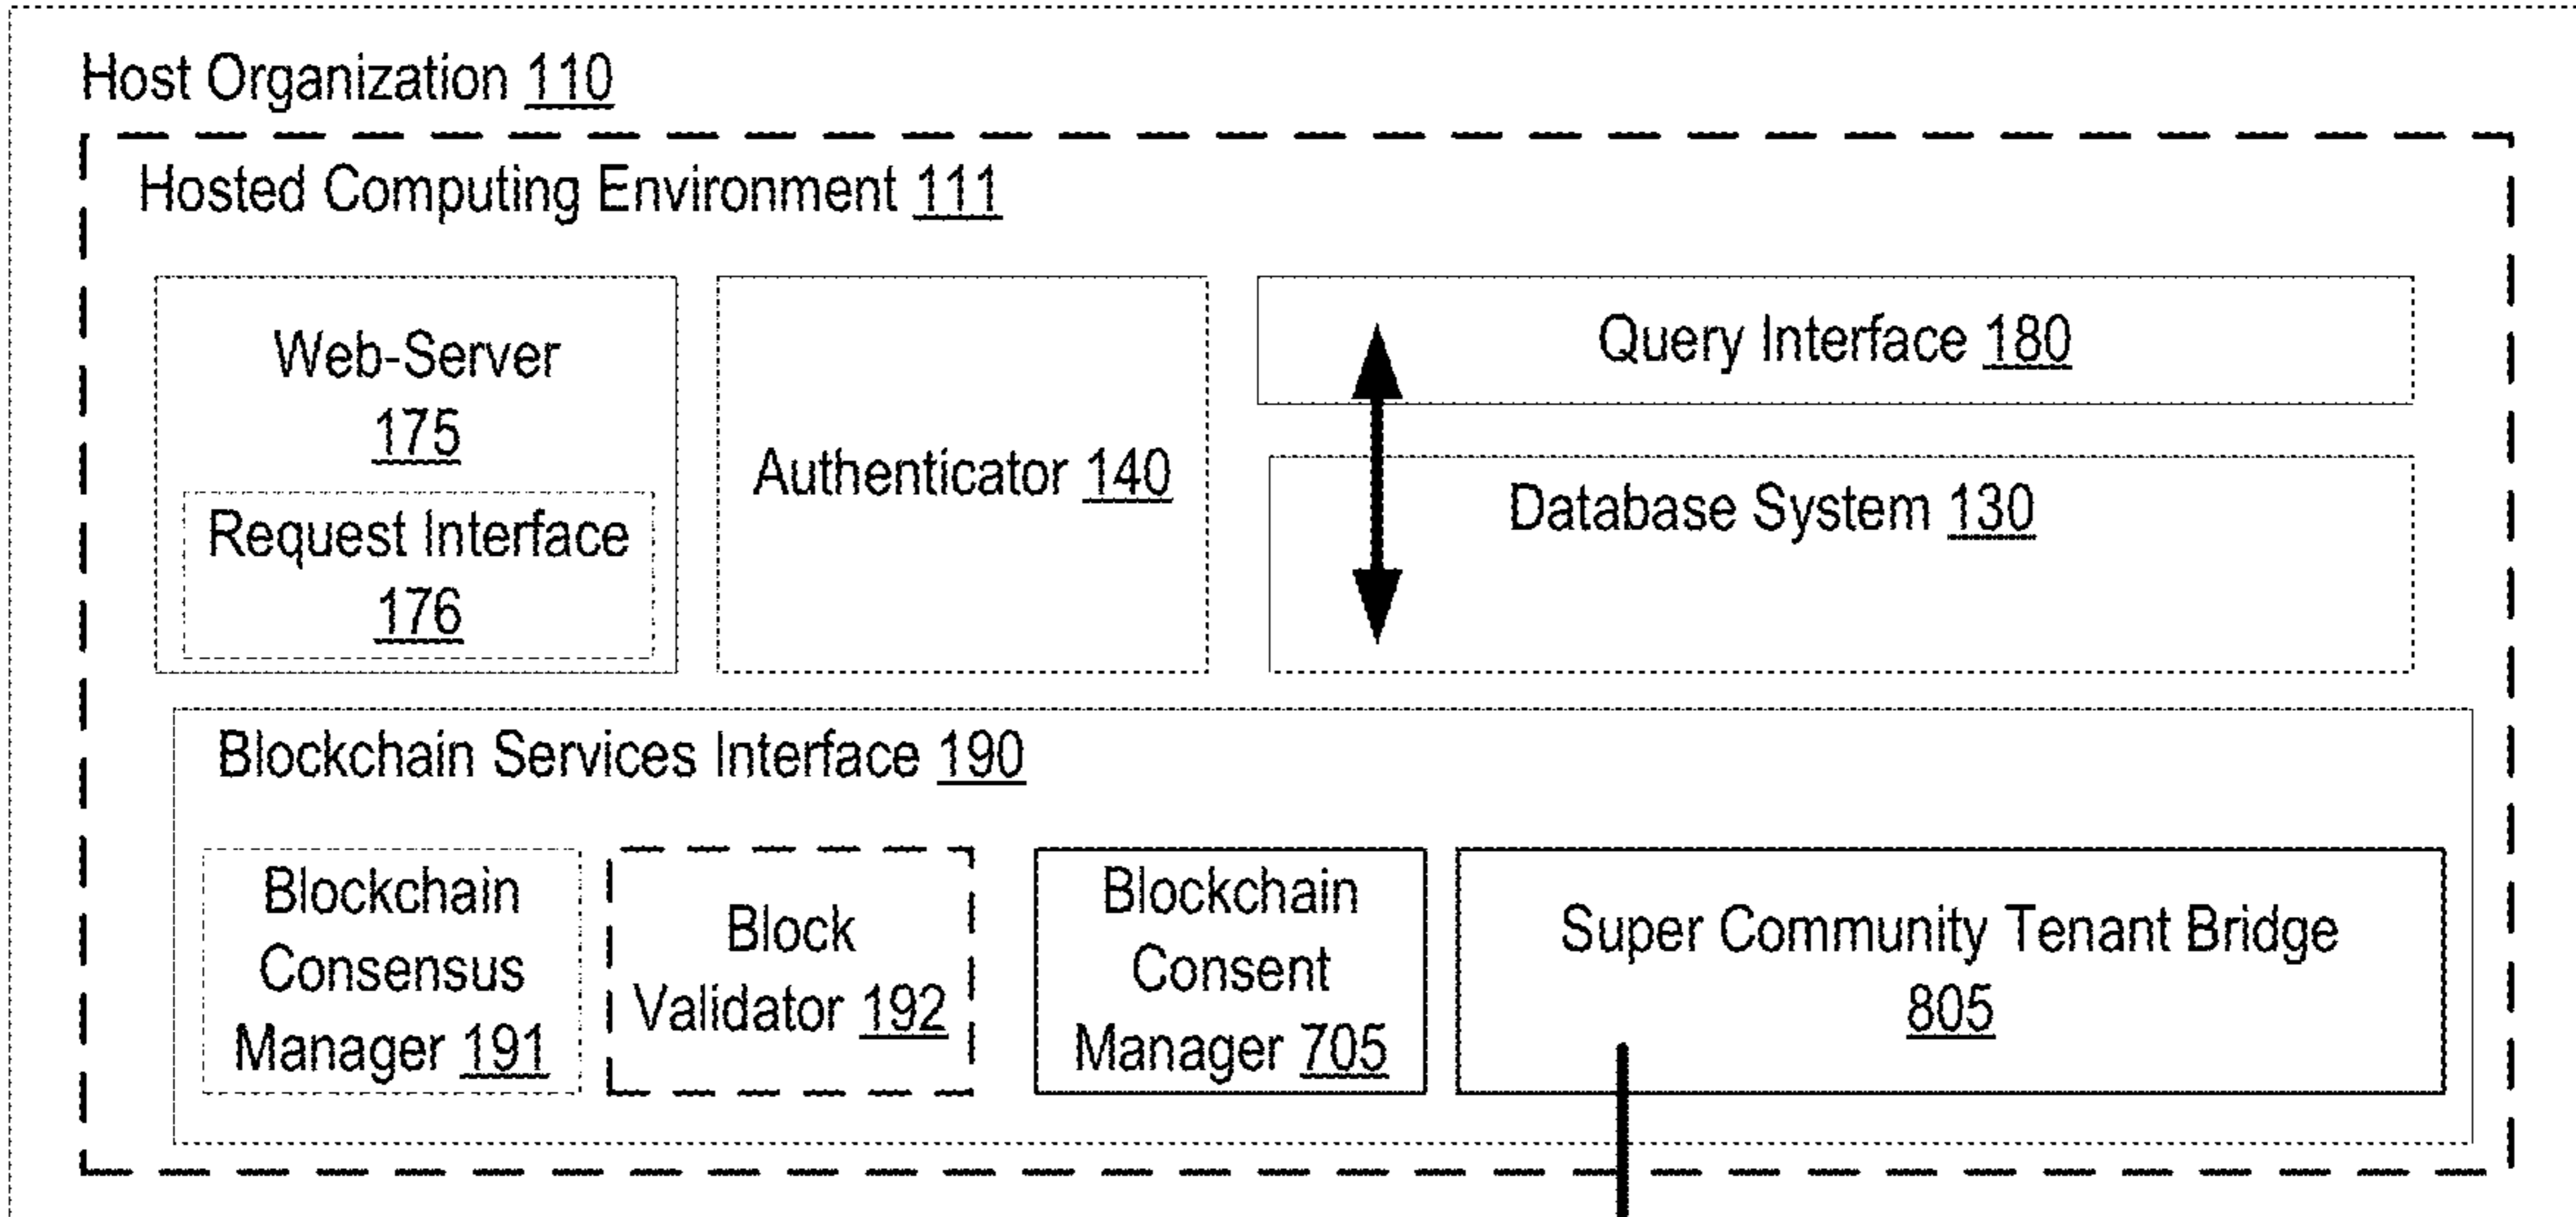 Host Organization 110
Hosted Computing Environment 111
Web-Server
175
Request Interface
176
Authenticator 140
Query Interface 180
Database System 130
Blockchain Services Interface 190
Blockchain
Consensus
Manager 191
Block
Validator 192
Blockchain
Consent
Manager 705
Super Community Tenant Bridge
805